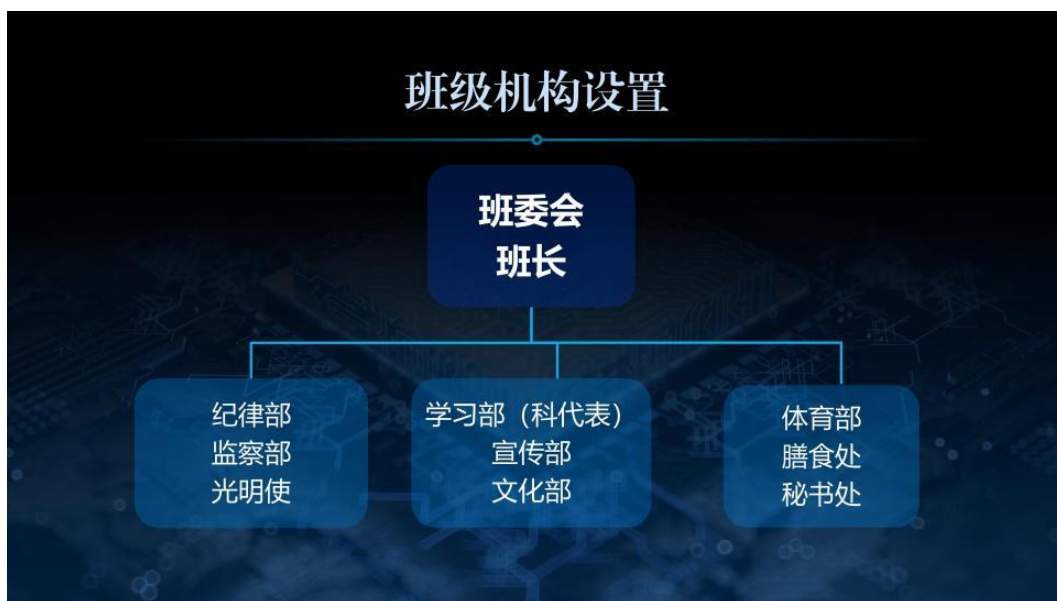 班级机构设置
班委会
班长
纪律部
监察部
光明使
学习部（科代表）
宣传部
文化部
体育部
膳食处
秘书处